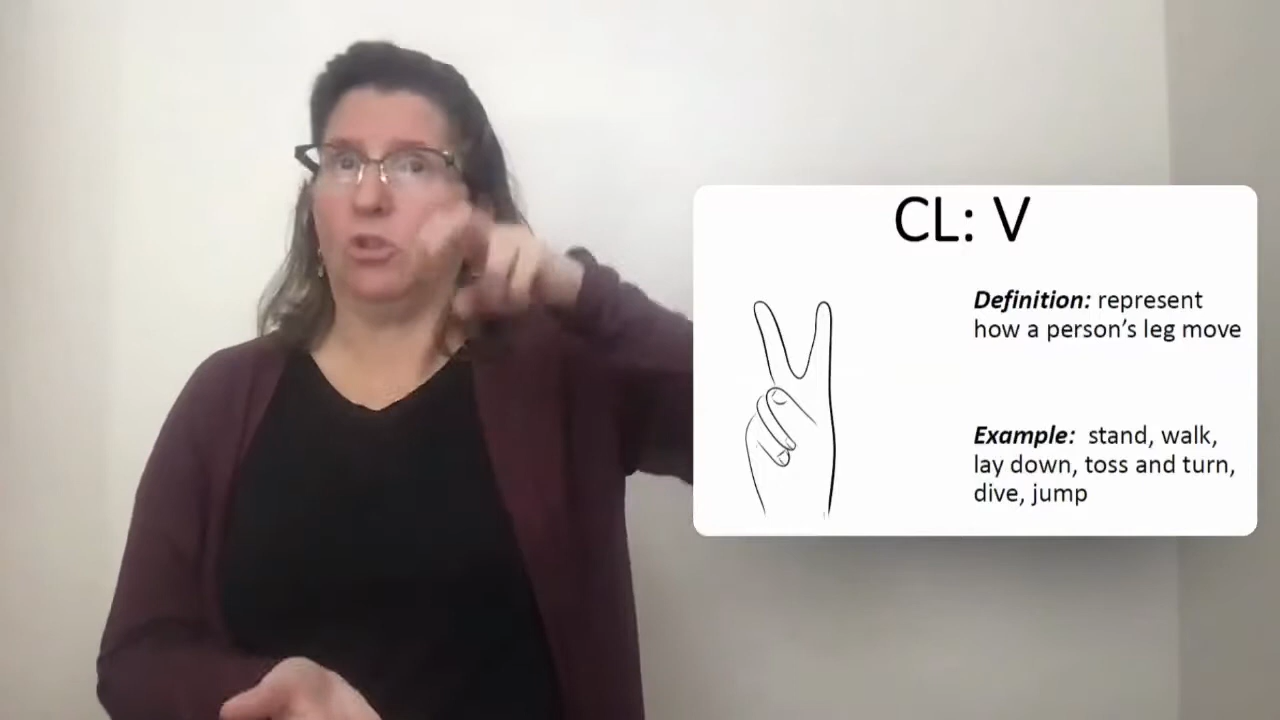 CL: V
Definition: represent
how a person's leg move
Example: stand, walk,
lay down, toss and turn,
dive, jump